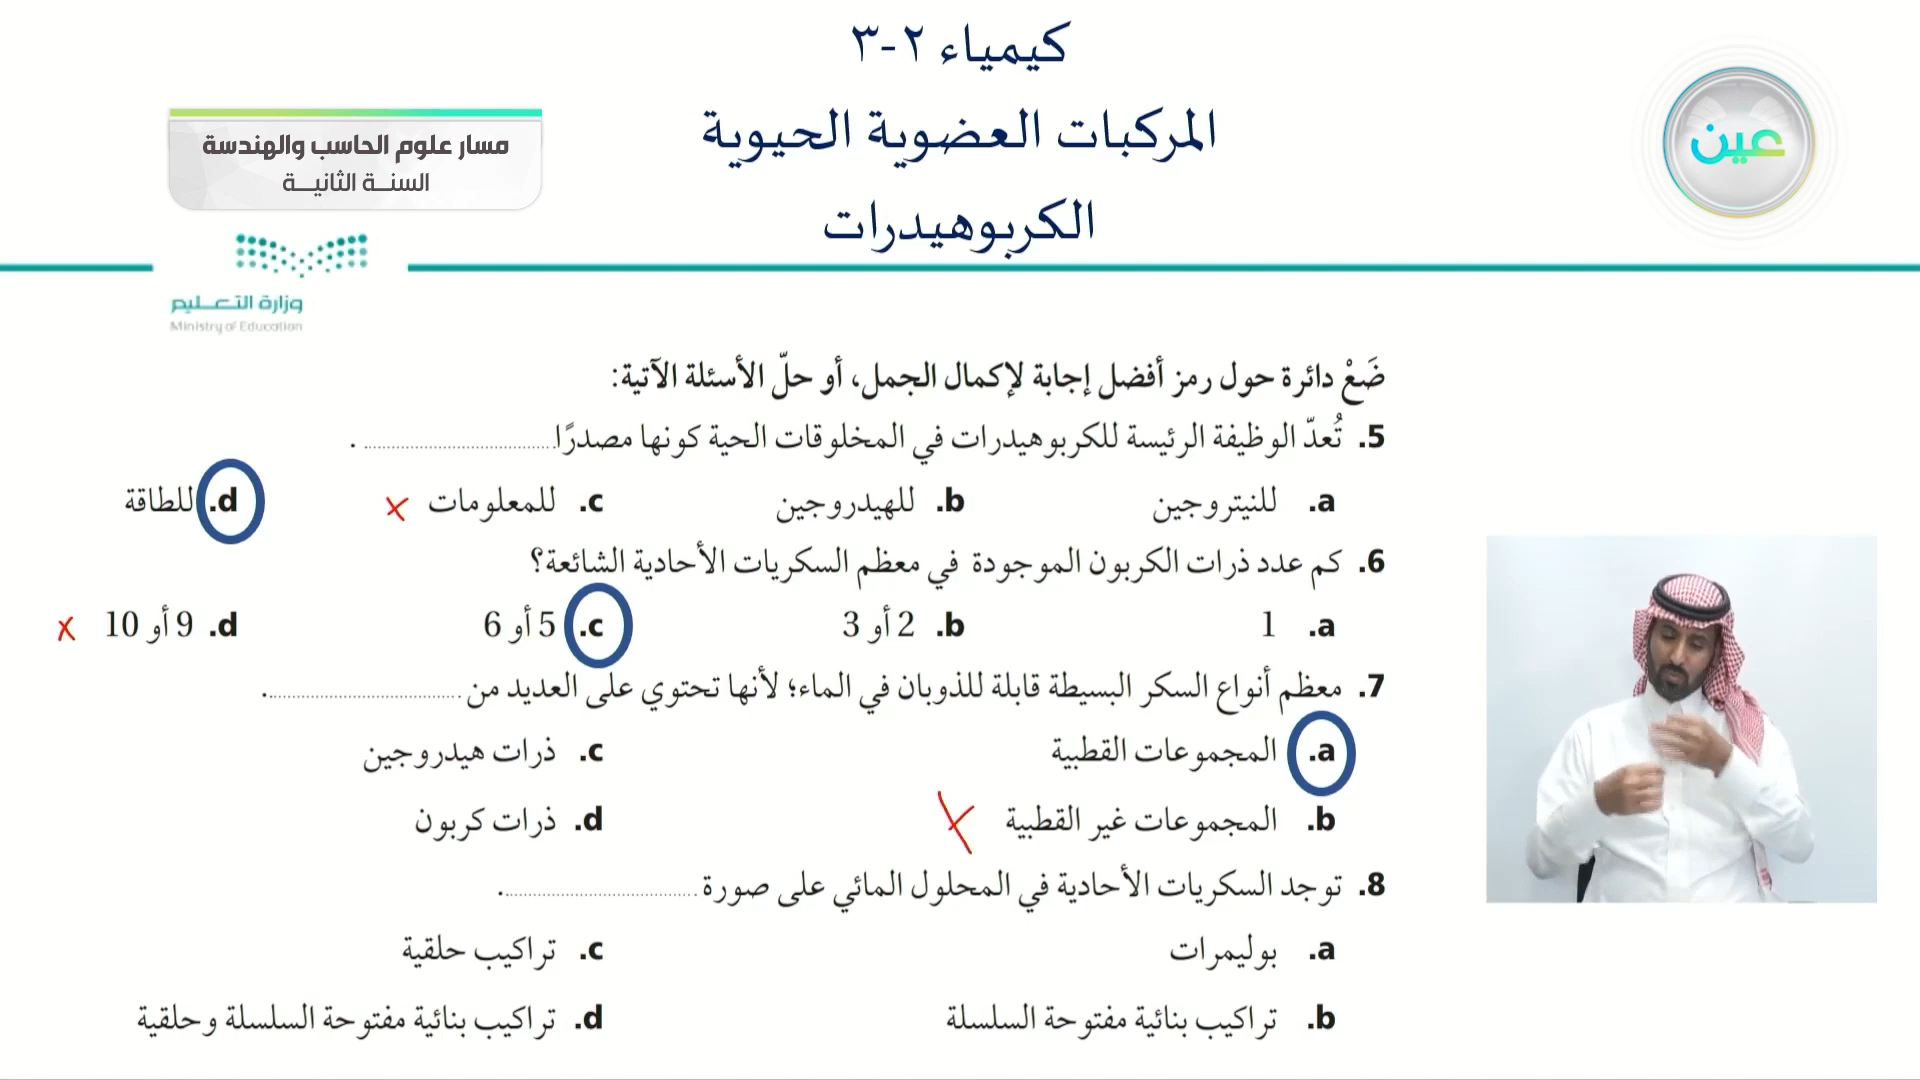 كيمياء ٢-٣
المركبات العضوية الحيوية
الكربوهيدرات
عين
مسار علوم الحاسب والهندسة
السنة الثانية
وزارة التعليم
Ministry of Education
ضَعْ دائرة حول رمز أفضل إجابة لإكمال الجمل، أو حلّ الأسئلة الآتية:
5. تُعدّ الوظيفة الرئيسة للكربوهيدرات في المخلوقات الحية كونها مصدرًا .............................. .
a. للنيتروجين b. للهيدروجين c. للمعلومات x d. للطاقة
6. كم عدد ذرات الكربون الموجودة في معظم السكريات الأحادية الشائعة؟
a. 1 b. 2 أو 3 c. 5 أو 6 d. 9 أو 10 x
7. معظم أنواع السكر البسيطة قابلة للذوبان في الماء؛ لأنها تحتوي على العديد من .............................. .
a. المجموعات القطبية c. ذرات هيدروجين
b. المجموعات غير القطبية x d. ذرات كربون
8. توجد السكريات الأحادية في المحلول المائي على صورة .............................. .
a. بوليمرات c. تراكيب حلقية
b. تراكيب بنائية مفتوحة السلسلة d. تراكيب بنائية مفتوحة السلسلة وحلقية